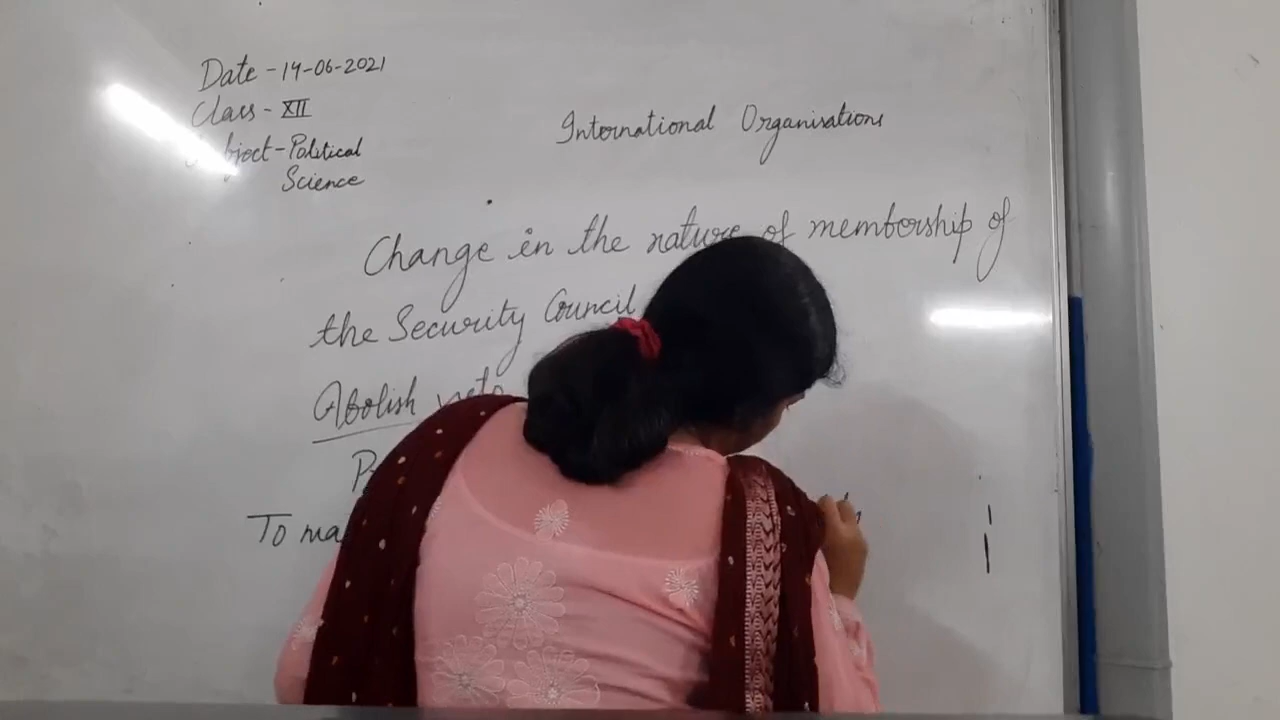 Date - 14-06-2021
Class - XII
Subject - Political
Science
International Organisations
Change in the nature of membership of
the Security Council
Abolish veto
To ma